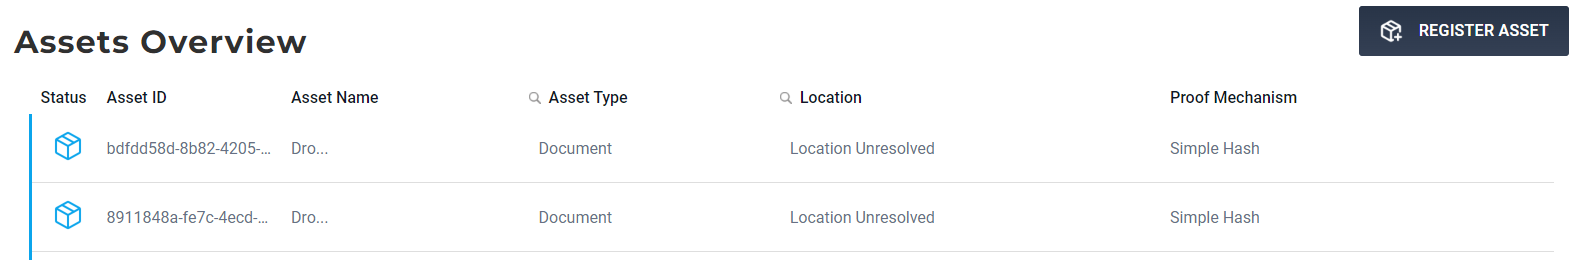 Assets Overview
REGISTER ASSET
Status Asset ID Asset Name Asset Type Location Proof Mechanism
bdfdd58d-8b82-4205-... Dro... Document Location Unresolved Simple Hash
8911848a-fe7c-4ecd-... Dro... Document Location Unresolved Simple Hash